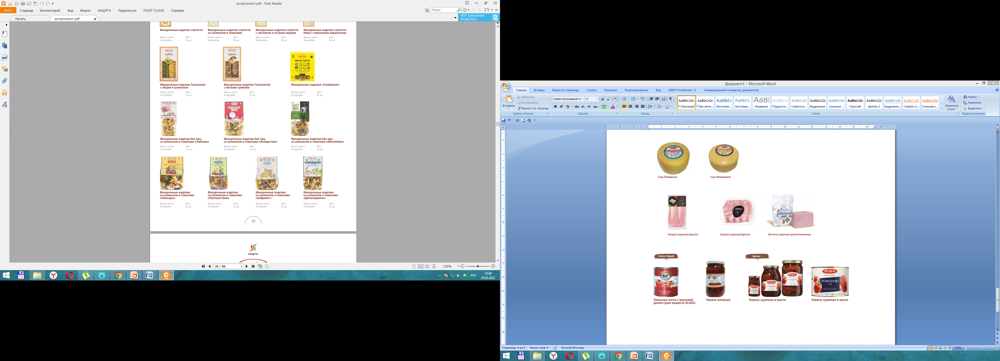 ассортимент.pdf - Foxit Reader
Файл Главная Комментарий Вид Форма ЗАЩИТА Поделиться FOXIT CLOUD Справка
Поиск
Начать ассортимент.pdf
PDF Document
Protection
Макаронные изделия спагетти
Масса нетто 500 г
В коробке 20 шт.
Макаронные изделия спагетти
со шпинатом и томатами
Масса нетто 500 г
В коробке 20 шт.
Макаронные изделия спагетти
с чесноком и острым перцем
Масса нетто 500 г
В коробке 20 шт.
Макаронные изделия спагетти
Нери с чернилами каракатицы
Масса нетто 500 г
В коробке 20 шт.
SMILEY PASTA
Макаронные изделия Тальолини
с яйцом и шпинатом
Масса нетто 250 г
В коробке 10 шт.
Макаронные изделия Тальятелле
с белыми грибами
Масса нетто 250 г
В коробке 10 шт.
Макаронные изделия «Смайлики»
Масса нетто 300 г
В коробке 16 шт.
HAPPY
PASTA
Макаронные изделия без яиц
со шпинатом и томатами «Любовь»
Масса нетто 250 г
В коробке 24 шт.
Макаронные изделия без яиц
со шпинатом и томатами «Рождество»
Масса нетто 250 г
В коробке 24 шт.
Макаронные изделия без яиц
со шпинатом и томатами «Minchiette»
Масса нетто 500 г
В коробке 20 шт.
ZOO
TRAVEL
ABC
DINOSAURI
Макаронные изделия
со шпинатом и томатами
«Зоопарк»
Масса нетто 250 г
В коробке 12 шт.
Макаронные изделия
со шпинатом и томатами
«Путешествие»
Масса нетто 250 г
В коробке 12 шт.
Макаронные изделия
со шпинатом и томатами
«Алфавит»
Масса нетто 250 г
В коробке 12 шт.
Макаронные изделия
со шпинатом и томатами
«Динозаврики»
Масса нетто 250 г
В коробке 12 шт.
35
Integrita
36 / 86
100%
РУС
23:40
29.05.2022
Документ1 - Microsoft Word
Главная Вставка Разметка страницы Ссылки Рассылки Рецензирование Вид ABBYY FineReader 12 Универсальный конвертер документов
Вставить
Вырезать
Копировать
Формат по образцу
Буфер обмена
Calibri (Основной те 11
Шрифт
Абзац
¶ Обычный ¶ Без инте... Заголово... Заголово... Название Подзагол... Слабое в... Выделение Сильное ... Строгий Цитата 2 Выделенн... Слабая сс... Сильная с...
Стили
Изменить
стили
Найти
Заменить
Выделить
Редактирование
Сыр Пармезан
Сыр Реджанито
la Felinese
Окорок вареный Дукале
Окорок вареный Дукале
Ветчина вареная целая/половина
Antica Napoli
Iposea
ТОМАТНАЯ
ПАСТА
IPOSEA
POMODORI
Томатная паста с массовой
долей сухих веществ 24-26%
Томаты вяленые
Томаты сушеные в масле
Томаты сушеные в масле
Страница: 4 из 4 Число слов: 0 Русский (Россия)
140%